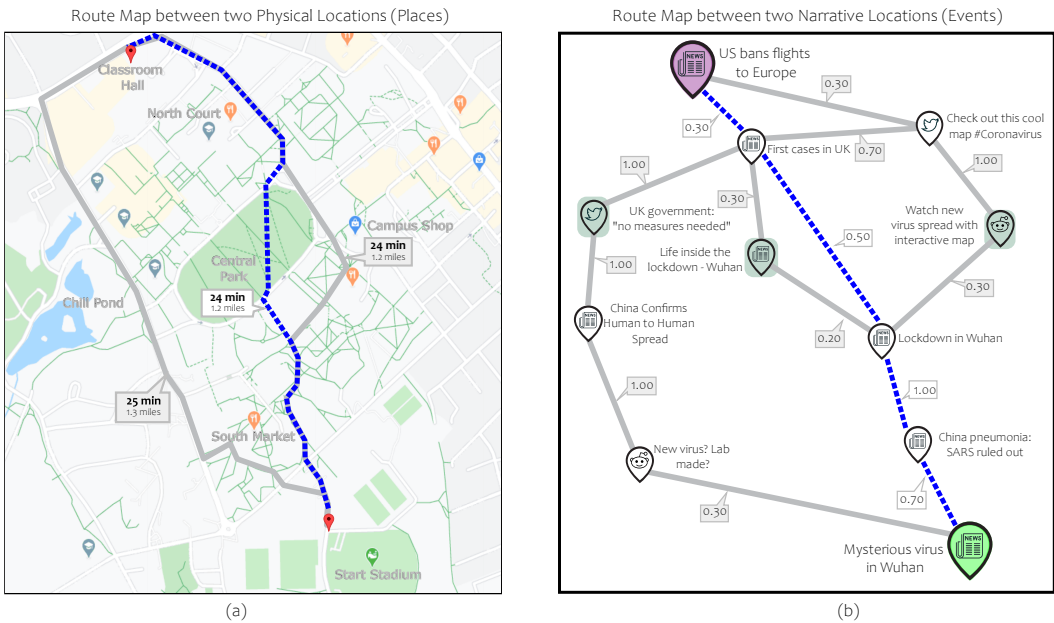 Route Map between two Physical Locations (Places)
Classroom
Hall
North Court
Campus Shop
24 min
1.2 miles
Central
Park
24 min
1.2 miles
Chill Pond
25 min
1.3 miles
South Market
Start Stadium
(a)
Route Map between two Narrative Locations (Events)
NEWS
US bans flights
to Europe
0.30
0.30
Check out this cool
map #Coronavirus
First cases in UK
0.70
1.00
1.00
0.30
UK government:
"no measures needed"
Watch new
virus spread with
interactive map
0.50
Life inside the
lockdown - Wuhan
1.00
0.30
China Confirms
Human to Human
Spread
0.20
Lockdown in Wuhan
1.00
1.00
China pneumonia:
SARS ruled out
New virus? Lab
made?
0.70
0.30
NEWS
Mysterious virus
in Wuhan
(b)